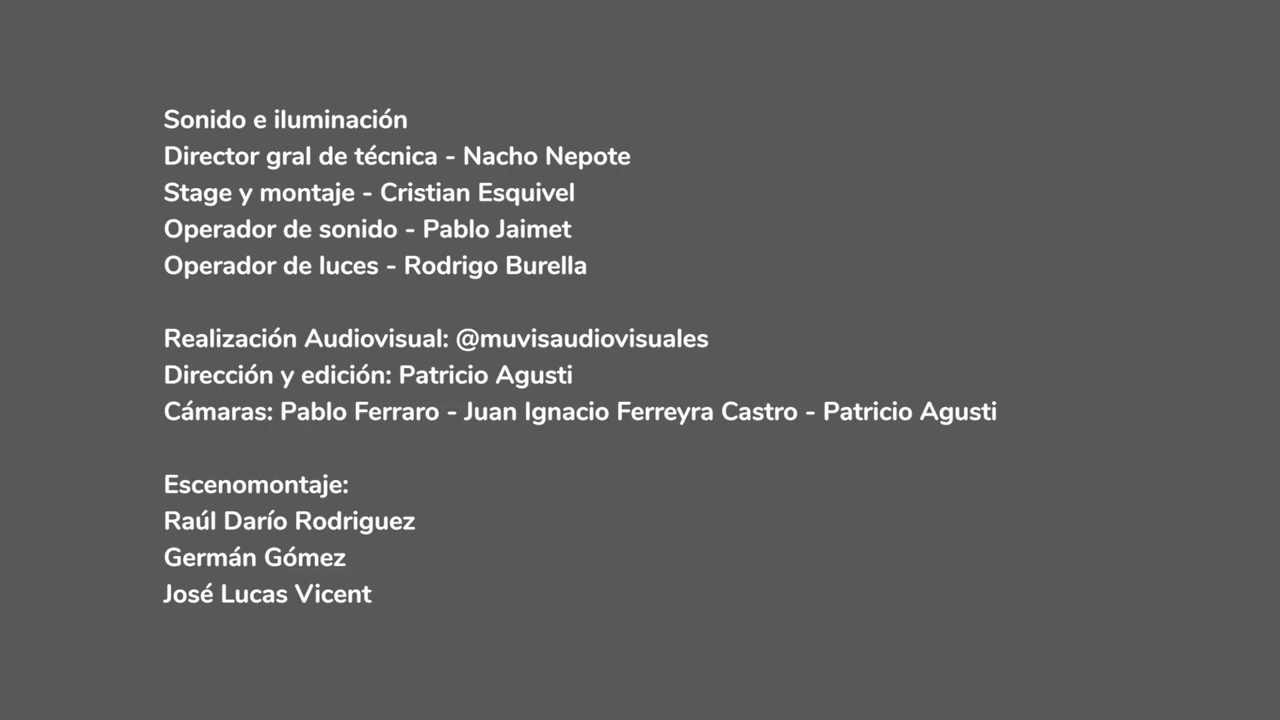 Sonido e iluminación
Director gral de técnica - Nacho Nepote
Stage y montaje - Cristian Esquivel
Operador de sonido - Pablo Jaimet
Operador de luces - Rodrigo Burella
Realización Audiovisual: @muvisaudiovisuales
Dirección y edición: Patricio Agusti
Cámaras: Pablo Ferraro - Juan Ignacio Ferreyra Castro - Patricio Agusti
Escenomontaje:
Raúl Darío Rodriguez
Germán Gómez
José Lucas Vicent